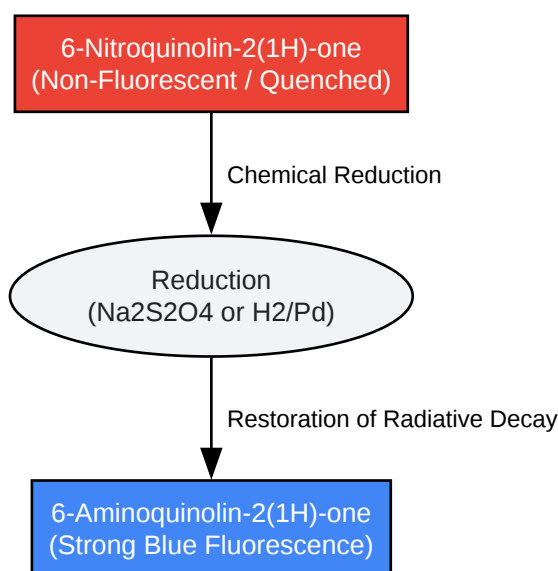 6-Nitroquinolin-2(1H)-one
(Non-Fluorescent / Quenched)
Chemical Reduction
Reduction
(Na2S2O4 or H2/Pd)
Restoration of Radiative Decay
6-Aminoquinolin-2(1H)-one
(Strong Blue Fluorescence)